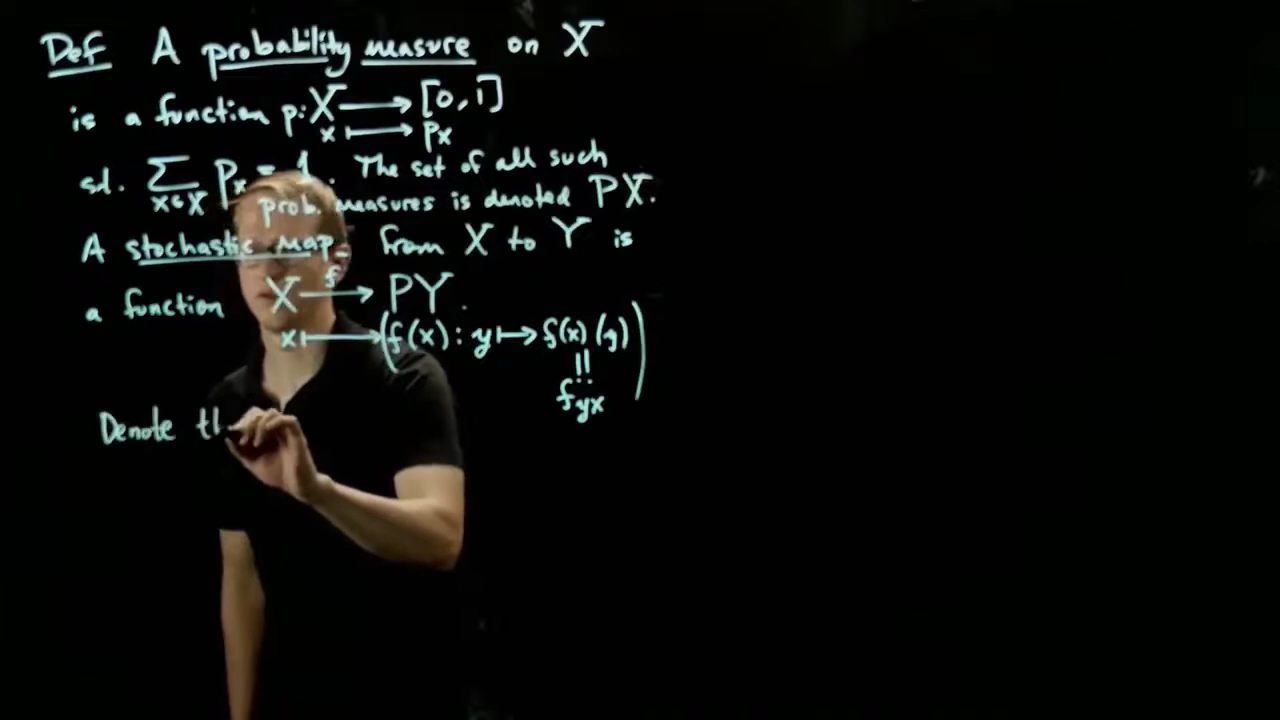 Def A probability measure on X
is a function p: X ⟶ [0,1]
x ⟼ px
s.t. ∑x∈X px = 1. The set of all such
prob. measures is denoted PX.
A stochastic map from X to Y is
a function X —f→ PY.
x ⟼ (f(x) : y ⟼ f(x)(y))
||
fyx
Denote th